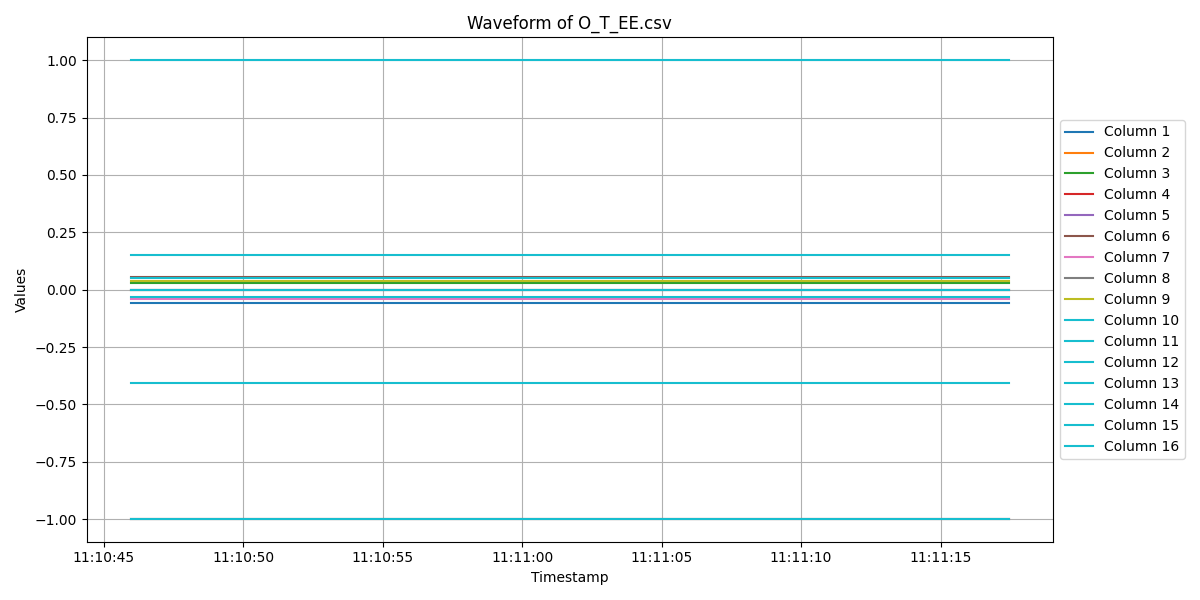 Waveform of O_T_EE.csv
Values
1.00
0.75
0.50
0.25
0.00
−0.25
−0.50
−0.75
−1.00
11:10:45
11:10:50
11:10:55
11:11:00
11:11:05
11:11:10
11:11:15
Timestamp
Column 1
Column 2
Column 3
Column 4
Column 5
Column 6
Column 7
Column 8
Column 9
Column 10
Column 11
Column 12
Column 13
Column 14
Column 15
Column 16